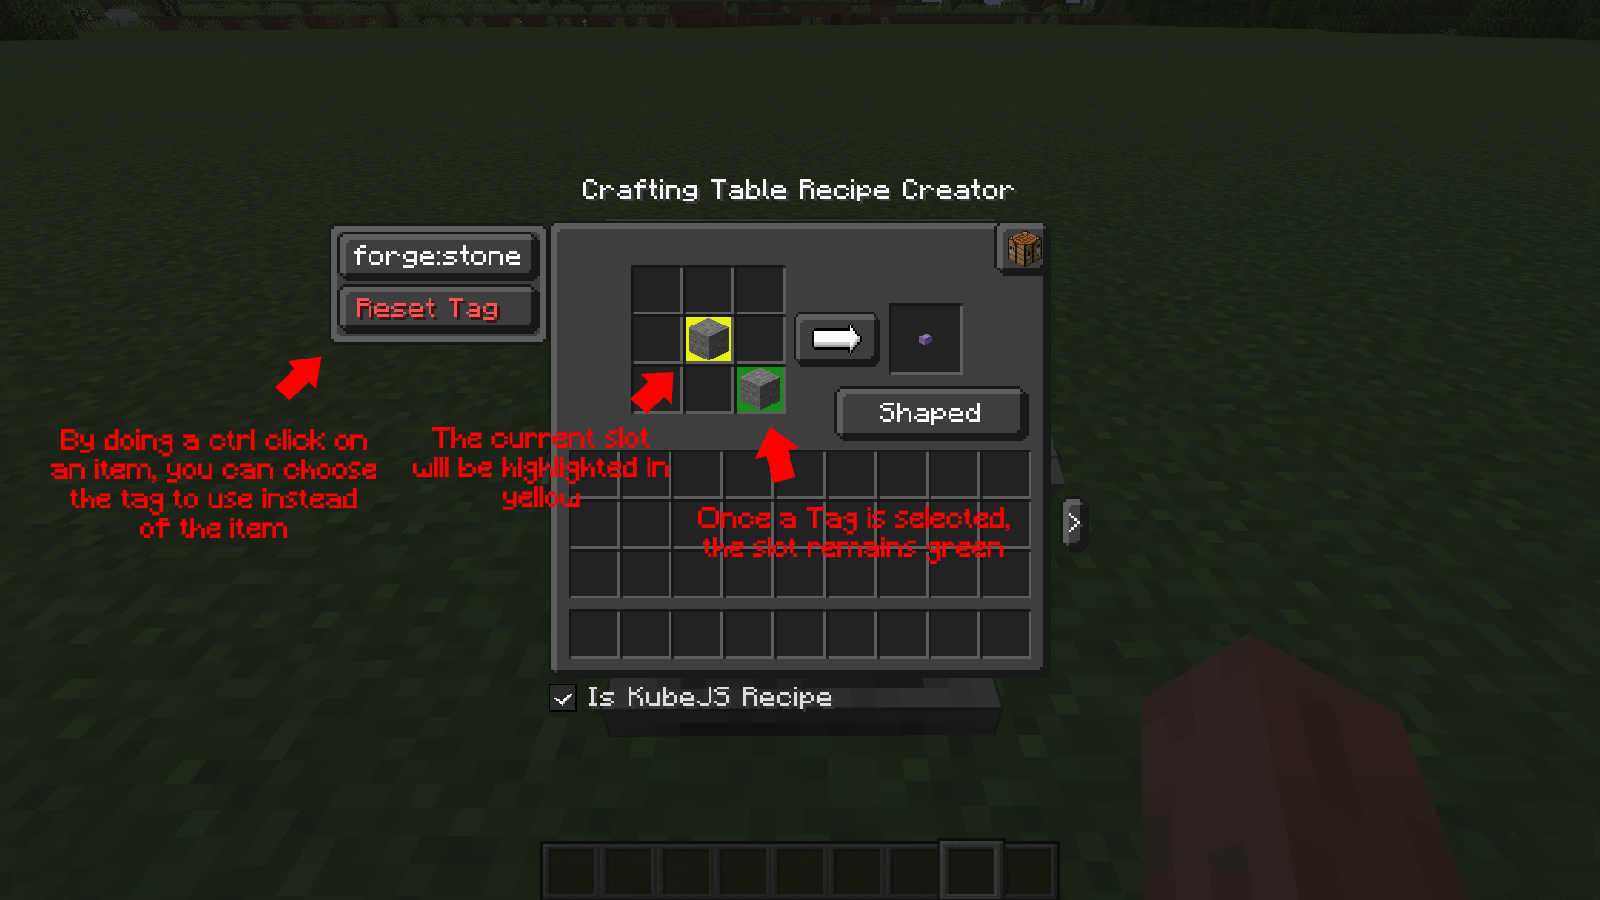 Crafting Table Recipe Creator
forge:stone
Reset Tag
Shaped
By doing a ctrl click on
an item, you can choose
the tag to use instead
of the item
The current slot
will be highlighted in
yellow
Once a Tag is selected,
the slot remains green
Is KubeJS Recipe